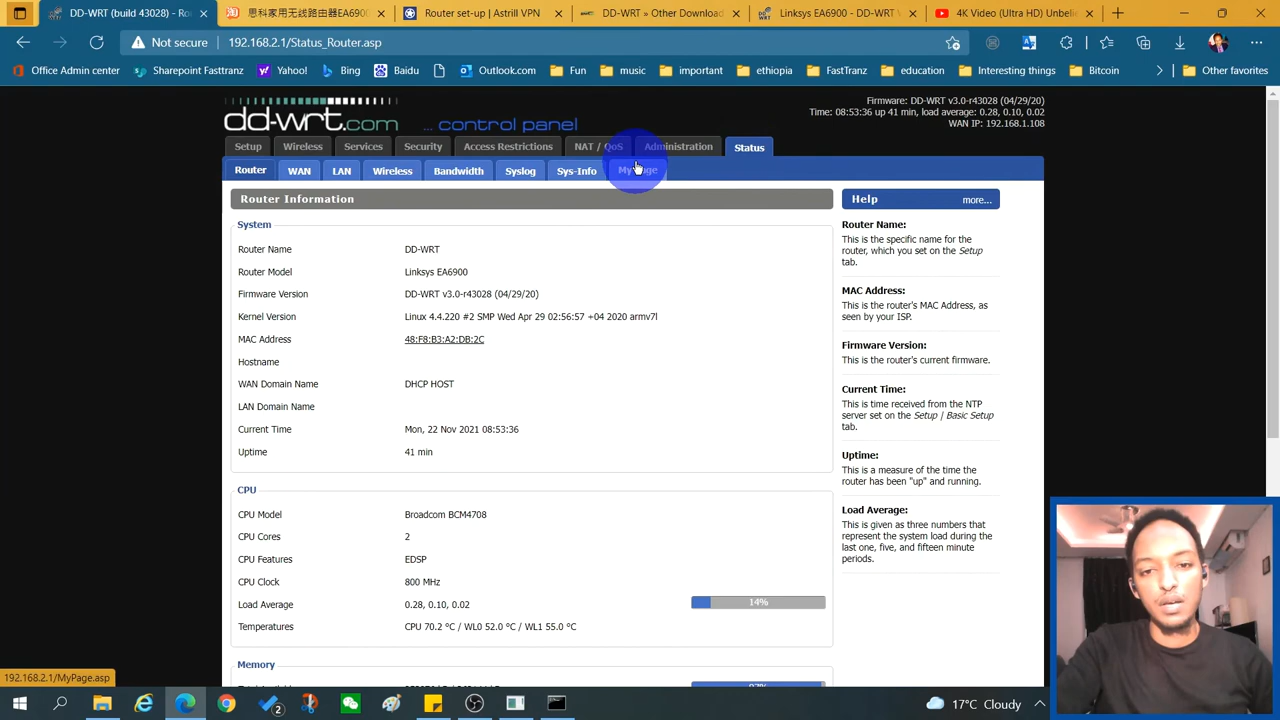 DD-WRT (build 43028) - Ro
思科家用无线路由器EA6900
Router set-up | Astrill VPN
DD-WRT » Other Download
Linksys EA6900 - DD-WRT
4K Video (Ultra HD) Unbelie
Not secure
192.168.2.1/Status_Router.asp
Office Admin center
Sharepoint Fasttranz
Yahoo!
Bing
Baidu
Outlook.com
Fun
music
important
ethiopia
FastTranz
education
Interesting things
Bitcoin
Other favorites
dd-wrt.com
... control panel
Firmware: DD-WRT v3.0-r43028 (04/29/20)
Time: 08:53:36 up 41 min, load average: 0.28, 0.10, 0.02
WAN IP: 192.168.1.108
Setup
Wireless
Services
Security
Access Restrictions
NAT / QoS
Administration
Status
Router
WAN
LAN
Wireless
Bandwidth
Syslog
Sys-Info
MyPage
Router Information
System
Router Name DD-WRT
Router Model Linksys EA6900
Firmware Version DD-WRT v3.0-r43028 (04/29/20)
Kernel Version Linux 4.4.220 #2 SMP Wed Apr 29 02:56:57 +04 2020 armv7l
MAC Address 48:F8:B3:A2:DB:2C
Hostname
WAN Domain Name DHCP HOST
LAN Domain Name
Current Time Mon, 22 Nov 2021 08:53:36
Uptime 41 min
CPU
CPU Model Broadcom BCM4708
CPU Cores 2
CPU Features EDSP
CPU Clock 800 MHz
Load Average 0.28, 0.10, 0.02 14%
Temperatures CPU 70.2 °C / WL0 52.0 °C / WL1 55.0 °C
Memory
Help
more...
Router Name:
This is the specific name for the
router, which you set on the Setup
tab.
MAC Address:
This is the router's MAC Address, as
seen by your ISP.
Firmware Version:
This is the router's current firmware.
Current Time:
This is time received from the NTP
server set on the Setup / Basic Setup
tab.
Uptime:
This is a measure of the time the
router has been "up" and running.
Load Average:
This is given as three numbers that
represent the system load during the
last one, five, and fifteen minute
periods.
192.168.2.1/MyPage.asp
2
17°C Cloudy